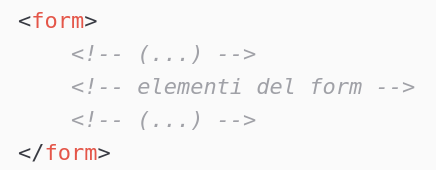 <form>
    <!-- (...) -->
    <!-- elementi del form -->
    <!-- (...) -->
</form>